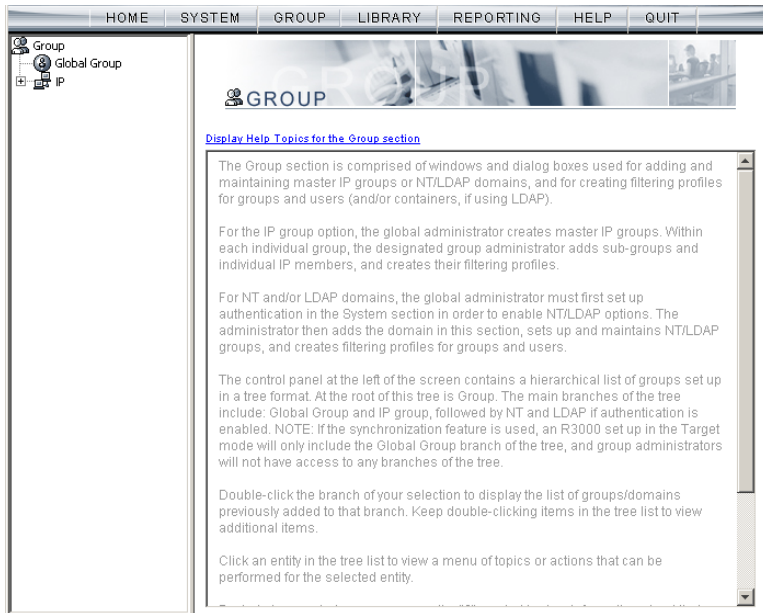 HOME SYSTEM GROUP LIBRARY REPORTING HELP QUIT
Group
Global Group
IP
GROUP
Display Help Topics for the Group section
The Group section is comprised of windows and dialog boxes used for adding and
maintaining master IP groups or NT/LDAP domains, and for creating filtering profiles
for groups and users (and/or containers, if using LDAP).
For the IP group option, the global administrator creates master IP groups. Within
each individual group, the designated group administrator adds sub-groups and
individual IP members, and creates their filtering profiles.
For NT and/or LDAP domains, the global administrator must first set up
authentication in the System section in order to enable NT/LDAP options. The
administrator then adds the domain in this section, sets up and maintains NT/LDAP
groups, and creates filtering profiles for groups and users.
The control panel at the left of the screen contains a hierarchical list of groups set up
in a tree format. At the root of this tree is Group. The main branches of the tree
include: Global Group and IP group, followed by NT and LDAP if authentication is
enabled. NOTE: If the synchronization feature is used, an R3000 set up in the Target
mode will only include the Global Group branch of the tree, and group administrators
will not have access to any branches of the tree.
Double-click the branch of your selection to display the list of groups/domains
previously added to that branch. Keep double-clicking items in the tree list to view
additional items.
Click an entity in the tree list to view a menu of topics or actions that can be
performed for the selected entity.